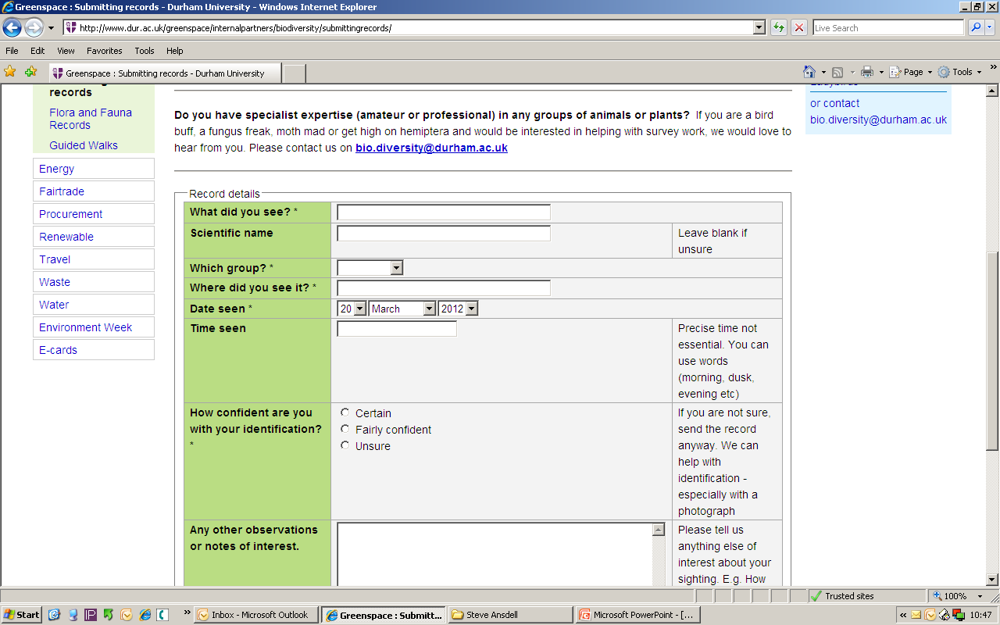 Greenspace : Submitting records - Durham University - Windows Internet Explorer
http://www.dur.ac.uk/greenspace/internalpartners/biodiversity/submittingrecords/
Live Search
File Edit View Favorites Tools Help
Greenspace : Submitting records - Durham University
Page Tools
records
Flora and Fauna
Records
Guided Walks
Energy
Fairtrade
Procurement
Renewable
Travel
Waste
Water
Environment Week
E-cards
Do you have specialist expertise (amateur or professional) in any groups of animals or plants? If you are a bird
buff, a fungus freak, moth mad or get high on hemiptera and would be interested in helping with survey work, we would love to
hear from you. Please contact us on bio.diversity@durham.ac.uk
Ladybirds
or contact
bio.diversity@durham.ac.uk
Record details
What did you see? *
Scientific name
Leave blank if
unsure
Which group? *
Where did you see it? *
Date seen *
20 March 2012
Time seen
Precise time not
essential. You can
use words
(morning, dusk,
evening etc)
How confident are you
with your identification?
*
Certain
Fairly confident
Unsure
If you are not sure,
send the record
anyway. We can
help with
identification -
especially with a
photograph
Any other observations
or notes of interest.
Please tell us
anything else of
interest about your
sighting. E.g. How
Trusted sites
100%
Start
Inbox - Microsoft Outlook
Greenspace : Submitt...
Steve Ansdell
Microsoft PowerPoint - [...
10:47